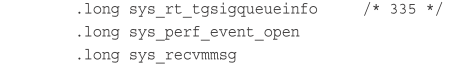 .long sys_rt_tgsigqueueinfo /* 335 */
.long sys_perf_event_open
.long sys_recvmmsg